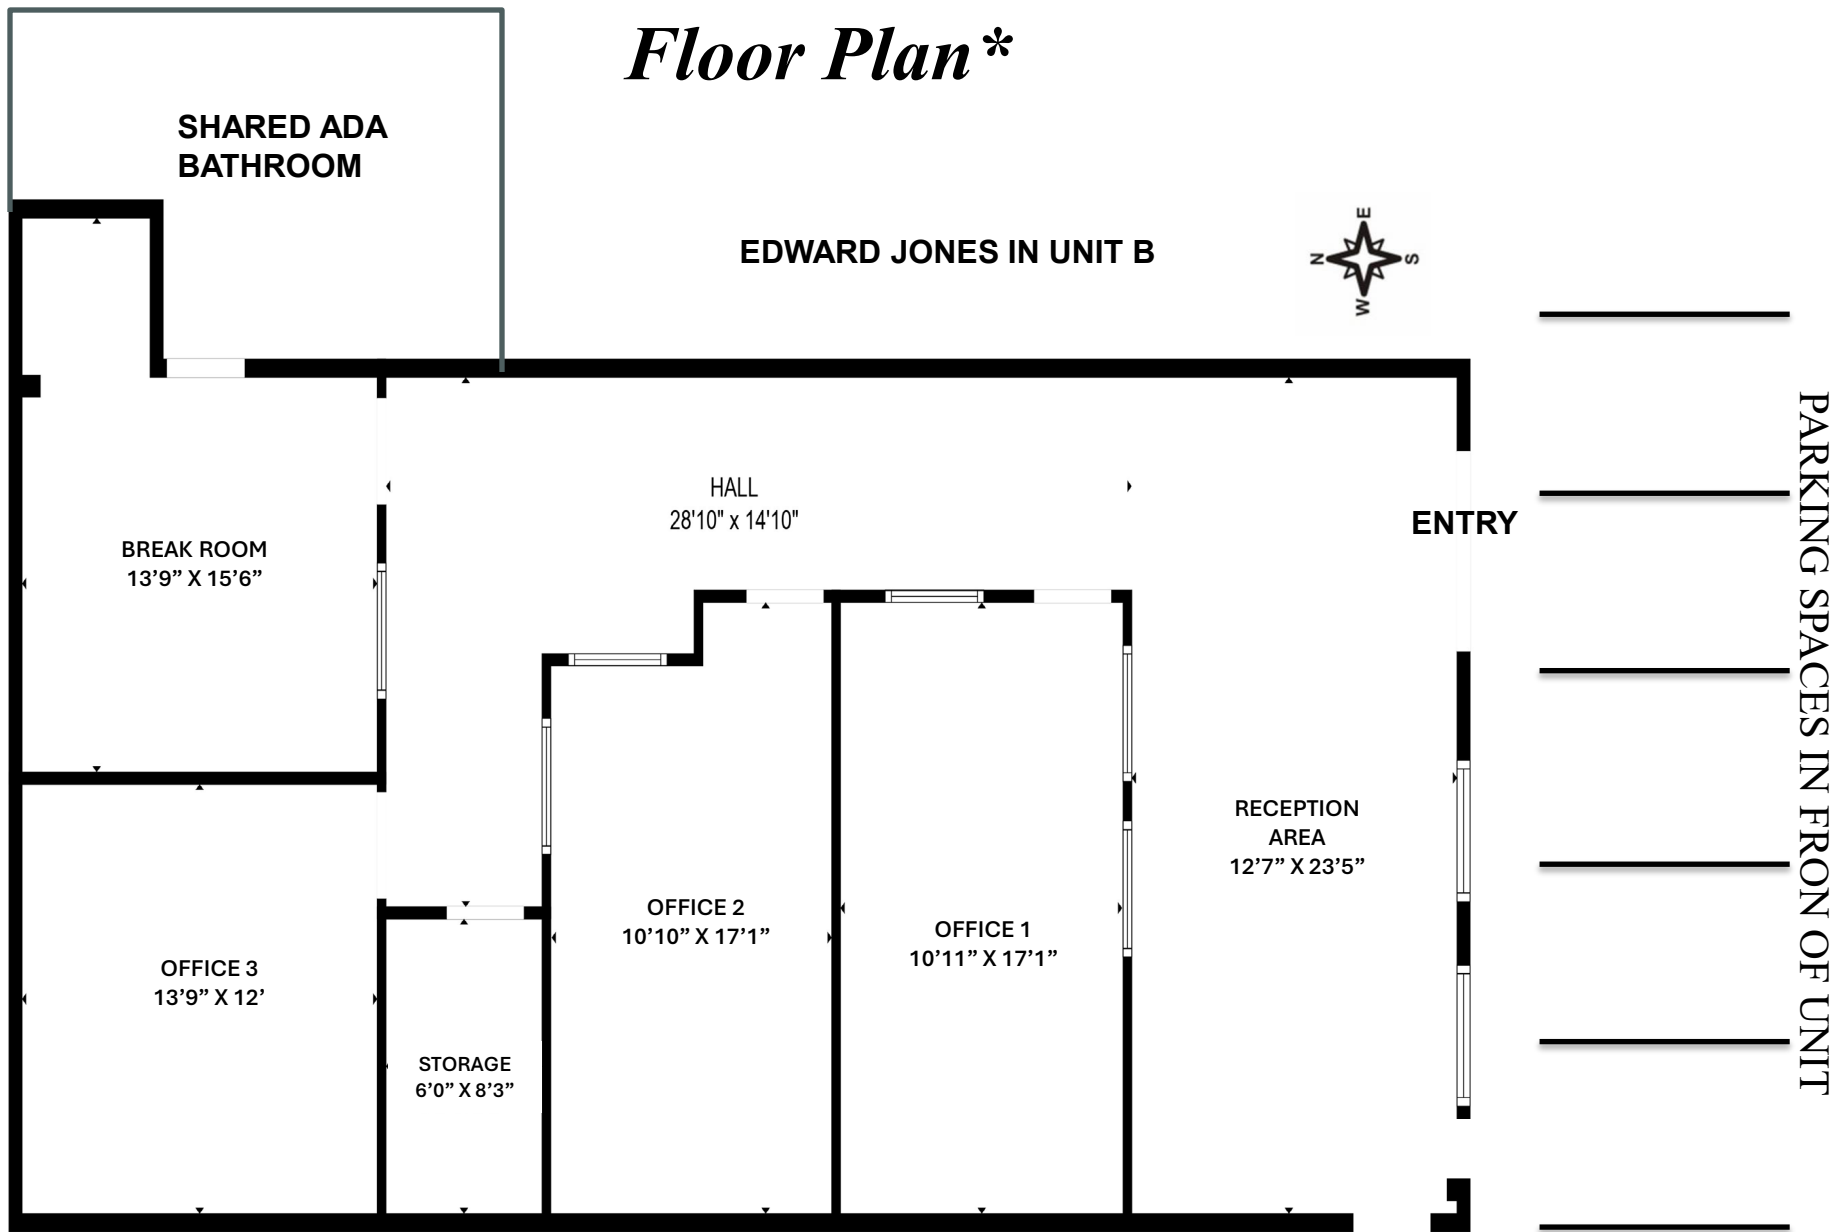 Floor Plan*
SHARED ADA
BATHROOM
EDWARD JONES IN UNIT B
E
N
S
W
HALL
28'10" x 14'10"
ENTRY
BREAK ROOM
13’9” X 15’6”
RECEPTION
AREA
12’7” X 23’5”
OFFICE 2
10’10” X 17’1”
OFFICE 1
10’11” X 17’1”
OFFICE 3
13’9” X 12’
STORAGE
6’0” X 8’3”
PARKING SPACES IN FRON OF UNIT